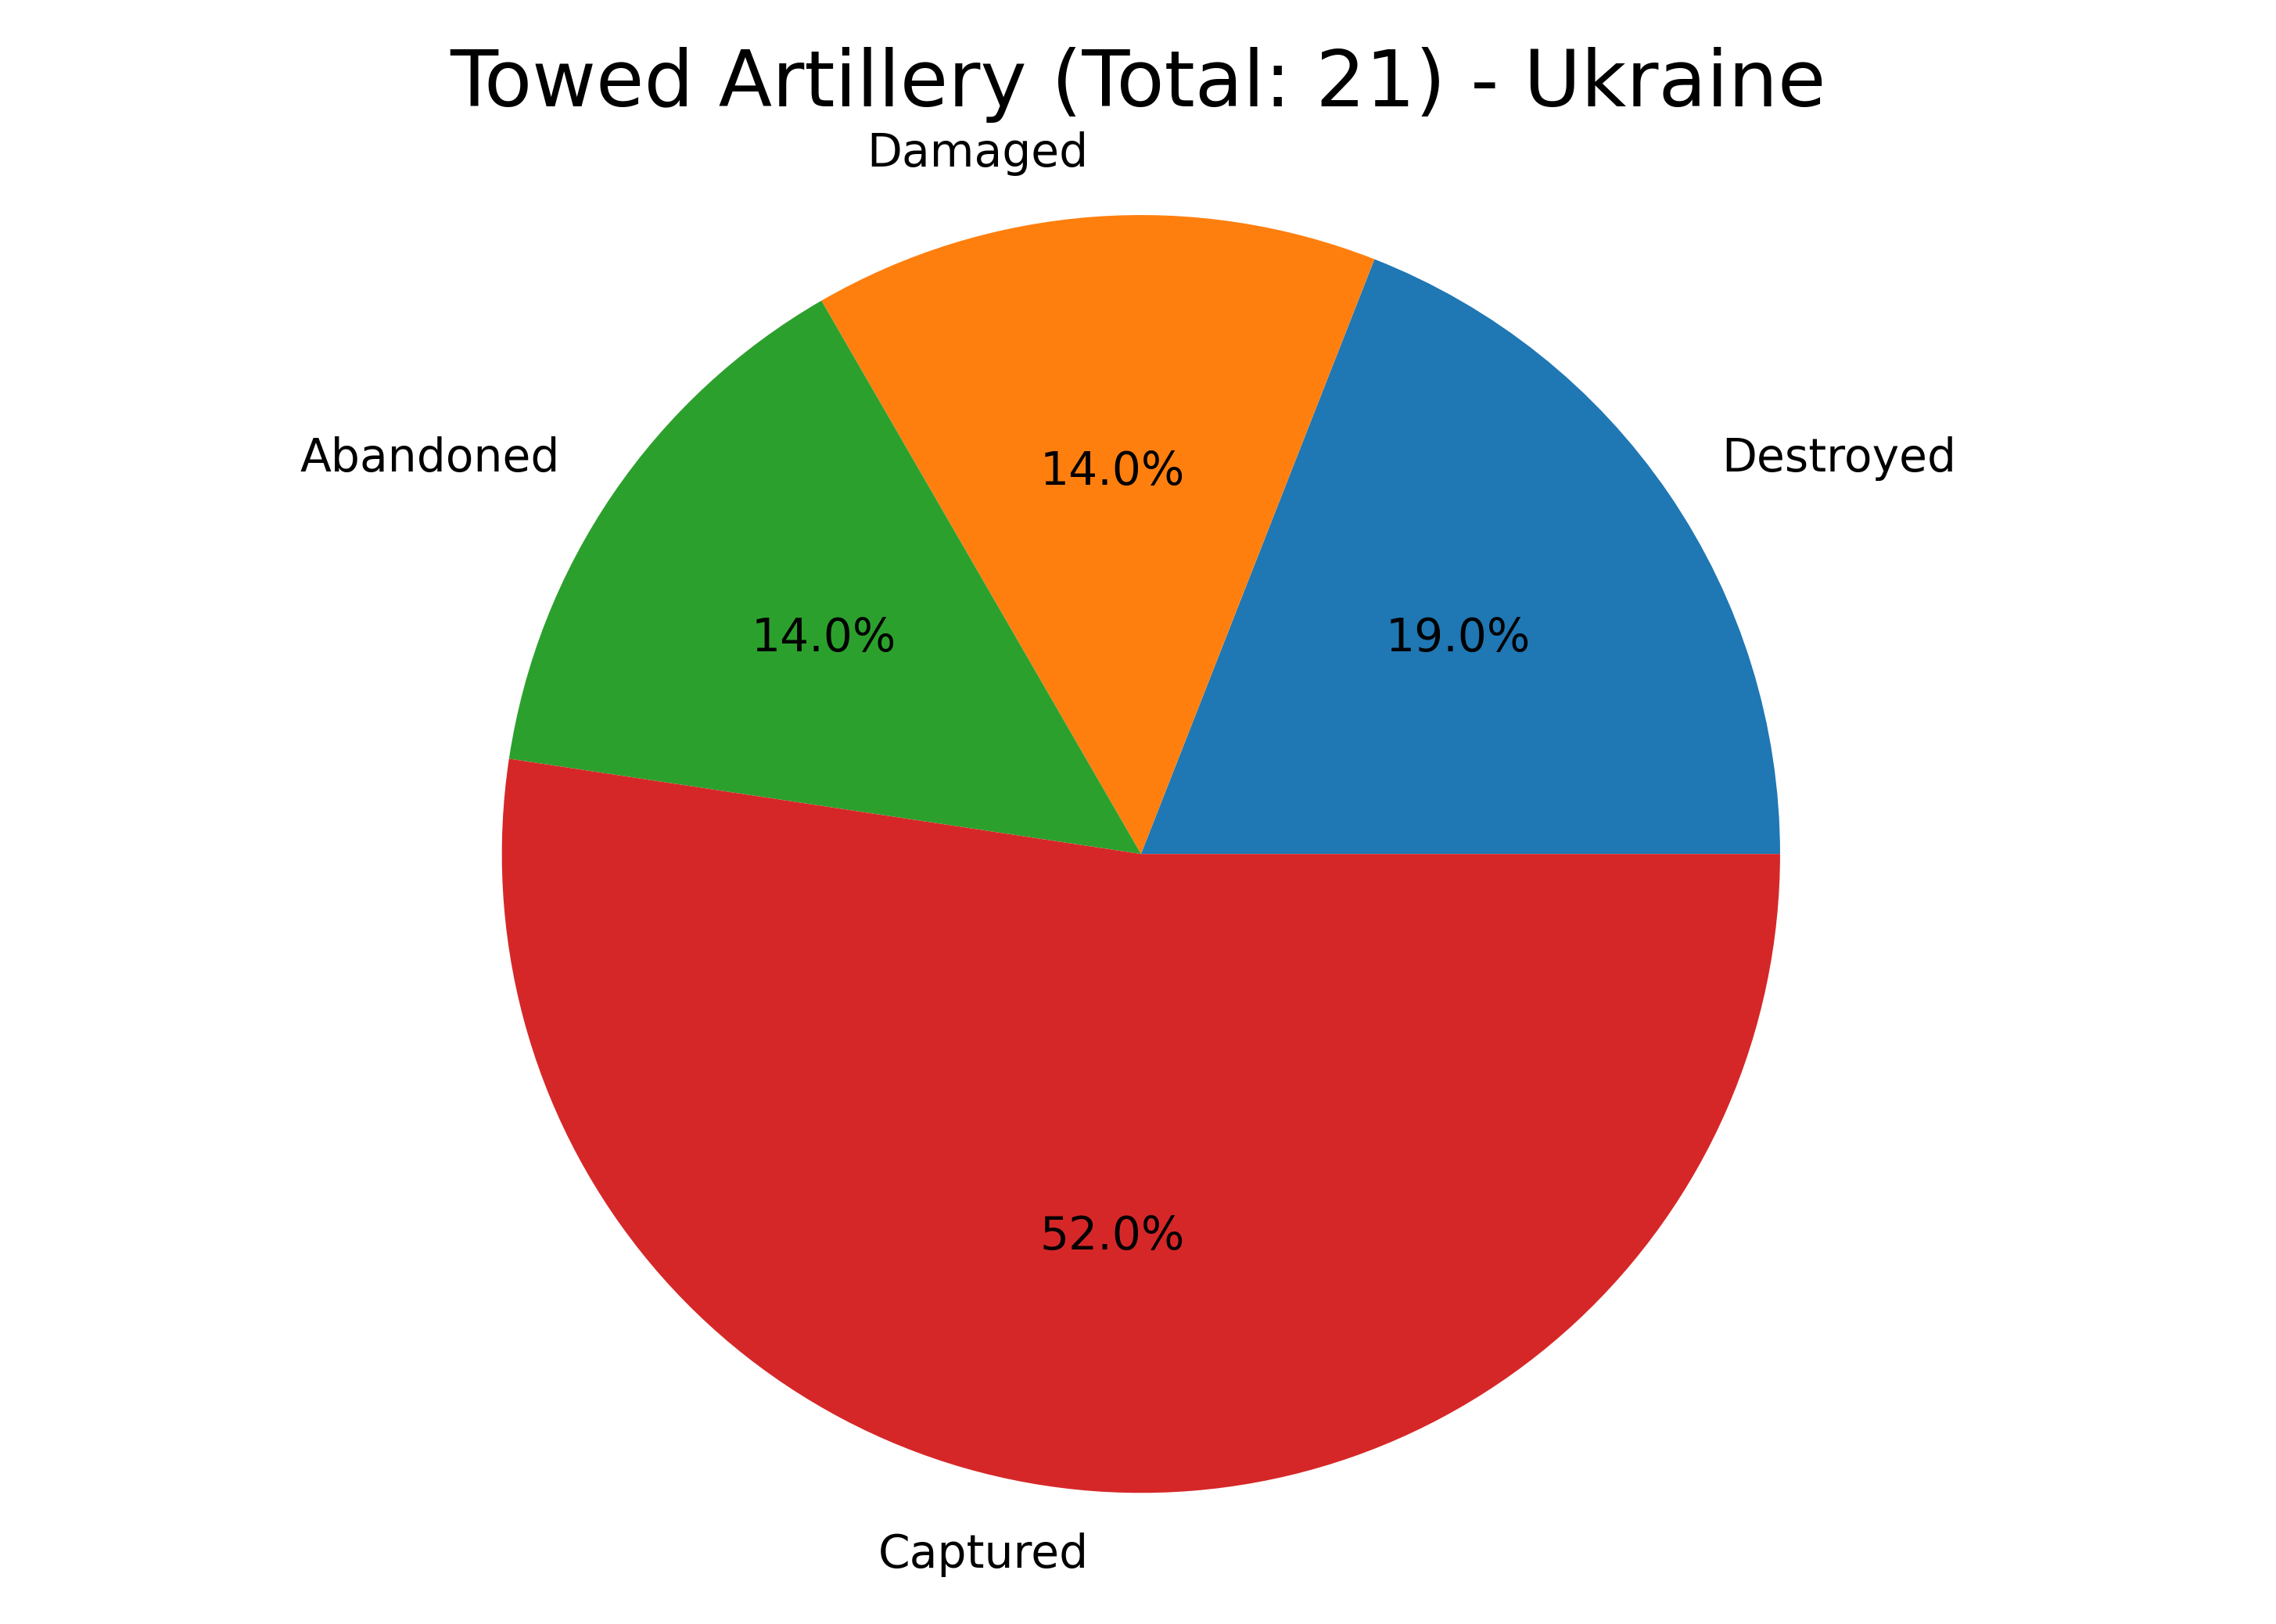 Towed Artillery (Total: 21) - Ukraine
Damaged
Abandoned
Destroyed
14.0%
14.0%
19.0%
52.0%
Captured